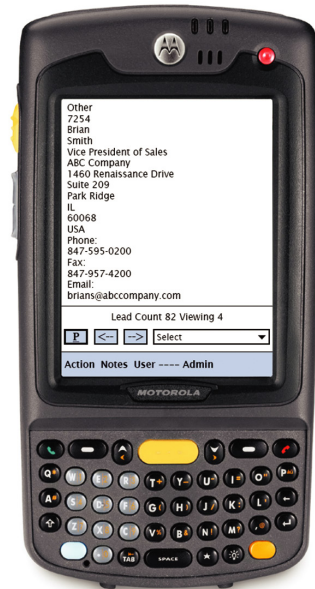 Other
7254
Brian
Smith
Vice President of Sales
ABC Company
1460 Renaissance Drive
Suite 209
Park Ridge
IL
60068
USA
Phone:
847-595-0200
Fax:
847-957-4200
Email:
brians@abccompany.com
Lead Count 82 Viewing 4
P <-- --> Select
Action Notes User ---- Admin
MOTOROLA
Q W E R T Y U I O P
A S D F G H J K L
Z X C V B N M
TAB SPACE